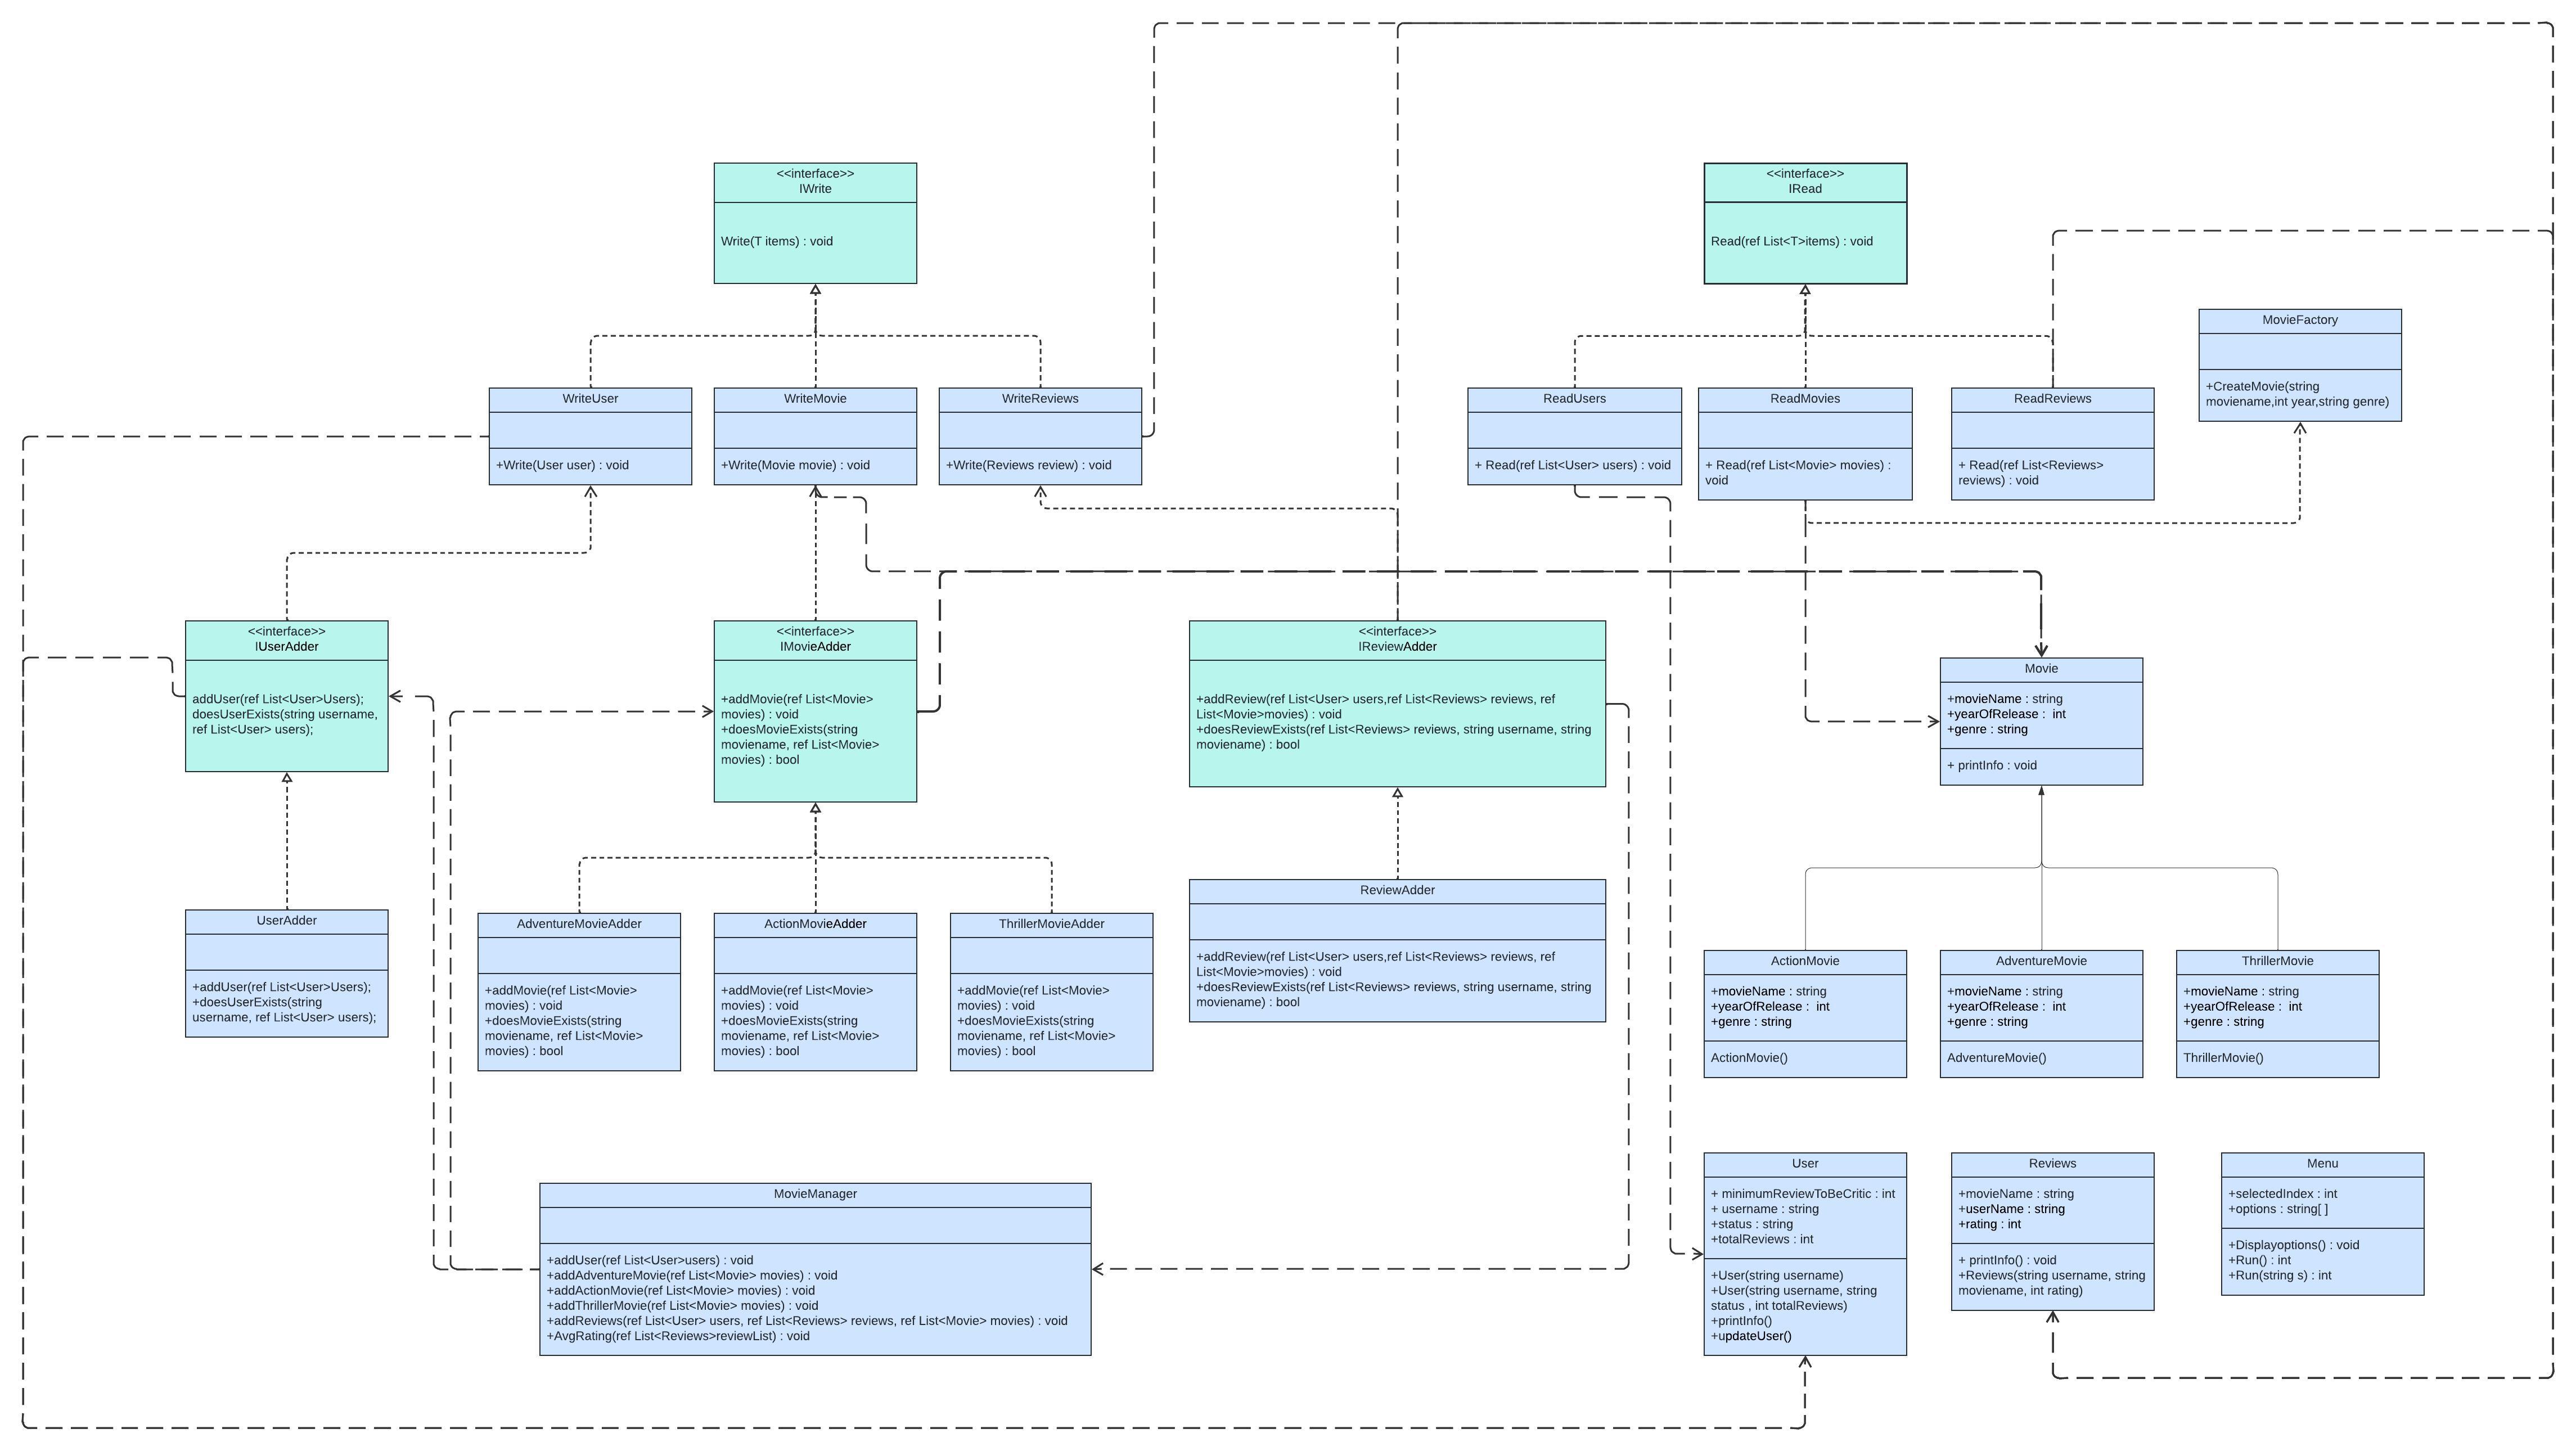 <<interface>>
IWrite
Write(T items) : void
<<interface>>
IRead
Read(ref List<T>items) : void
MovieFactory
+CreateMovie(string
moviename,int year,string genre)
WriteUser
+Write(User user) : void
WriteMovie
+Write(Movie movie) : void
WriteReviews
+Write(Reviews review) : void
ReadUsers
+ Read(ref List<User> users) : void
ReadMovies
+ Read(ref List<Movie> movies) :
void
ReadReviews
+ Read(ref List<Reviews>
reviews) : void
<<interface>>
IUserAdder
addUser(ref List<User>Users);
doesUserExists(string username,
ref List<User> users);
<<interface>>
IMovieAdder
+addMovie(ref List<Movie>
movies) : void
+doesMovieExists(string
moviename, ref List<Movie>
movies) : bool
<<interface>>
IReviewAdder
+addReview(ref List<User> users,ref List<Reviews> reviews, ref
List<Movie>movies) : void
+doesReviewExists(ref List<Reviews> reviews, string username, string
moviename) : bool
Movie
+movieName : string
+yearOfRelease :  int
+genre : string
+ printInfo : void
UserAdder
+addUser(ref List<User>Users);
+doesUserExists(string
username, ref List<User> users);
AdventureMovieAdder
+addMovie(ref List<Movie>
movies) : void
+doesMovieExists(string
moviename, ref List<Movie>
movies) : bool
ActionMovieAdder
+addMovie(ref List<Movie>
movies) : void
+doesMovieExists(string
moviename, ref List<Movie>
movies) : bool
ThrillerMovieAdder
+addMovie(ref List<Movie>
movies) : void
+doesMovieExists(string
moviename, ref List<Movie>
movies) : bool
ReviewAdder
+addReview(ref List<User> users,ref List<Reviews> reviews, ref
List<Movie>movies) : void
+doesReviewExists(ref List<Reviews> reviews, string username, string
moviename) : bool
ActionMovie
+movieName : string
+yearOfRelease :  int
+genre : string
ActionMovie()
AdventureMovie
+movieName : string
+yearOfRelease :  int
+genre : string
AdventureMovie()
ThrillerMovie
+movieName : string
+yearOfRelease :  int
+genre : string
ThrillerMovie()
MovieManager
+addUser(ref List<User>users) : void
+addAdventureMovie(ref List<Movie> movies) : void
+addActionMovie(ref List<Movie> movies) : void
+addThrillerMovie(ref List<Movie> movies) : void
+addReviews(ref List<User> users, ref List<Reviews> reviews, ref List<Movie> movies) : void
+AvgRating(ref List<Reviews>reviewList) : void
User
+ minimumReviewToBeCritic : int
+ username : string
+status : string
+totalReviews : int
+User(string username)
+User(string username, string
status , int totalReviews)
+printInfo()
+updateUser()
Reviews
+movieName : string
+userName : string
+rating : int
+ printInfo() : void
+Reviews(string username, string
moviename, int rating)
Menu
+selectedIndex : int
+options : string[ ]
+Displayoptions() : void
+Run() : int
+Run(string s) : int